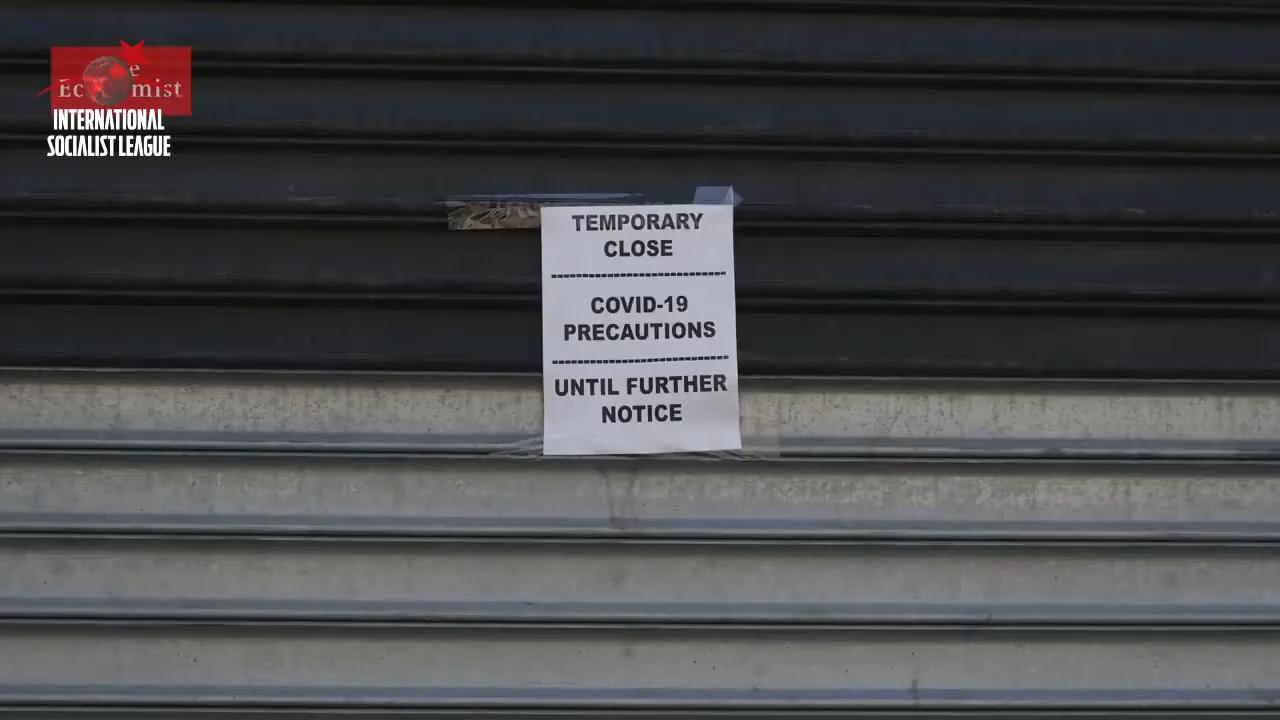 INTERNATIONAL
SOCIALIST LEAGUE
TEMPORARY
CLOSE
COVID-19
PRECAUTIONS
UNTIL FURTHER
NOTICE